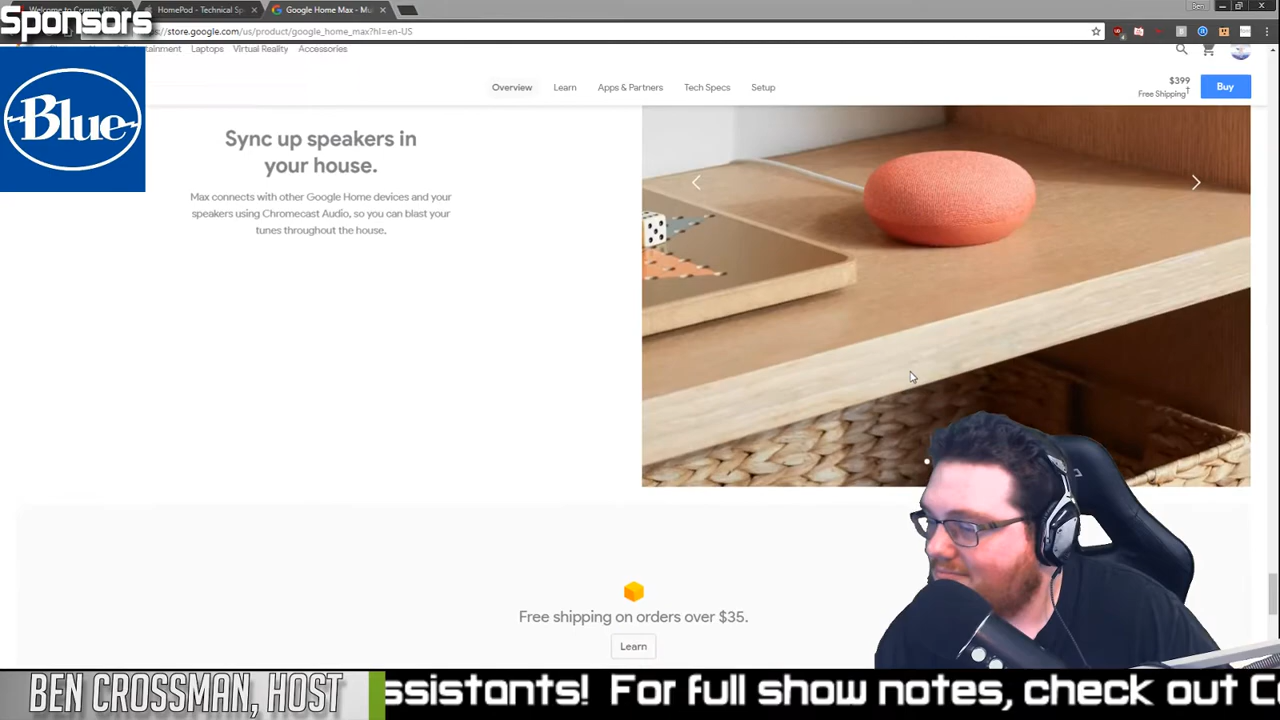 Sponsors
HomePod - Technical Sp
Google Home Max - Mu
Ben
store.google.com/us/product/google_home_max?hl=en-US
Laptops Virtual Reality Accessories
Overview Learn Apps & Partners Tech Specs Setup
$399
Free Shipping†
Buy
Blue
Sync up speakers in
your house.
Max connects with other Google Home devices and your
speakers using Chromecast Audio, so you can blast your
tunes throughout the house.
Free shipping on orders over $35.
Learn
BEN CROSSMAN, HOST
ssistants! For full show notes, check out C